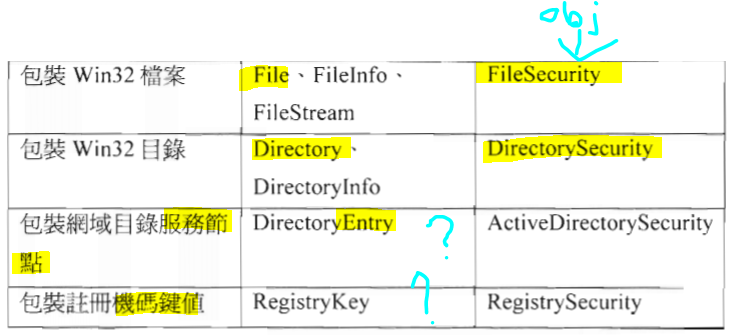 obj
包裝 Win32 檔案 File、FileInfo、 FileSecurity
FileStream
包裝 Win32 目錄 Directory、 DirectorySecurity
DirectoryInfo
包裝網域目錄服務節 DirectoryEntry ? ActiveDirectorySecurity
點
包裝註冊機碼鍵值 RegistryKey ? RegistrySecurity